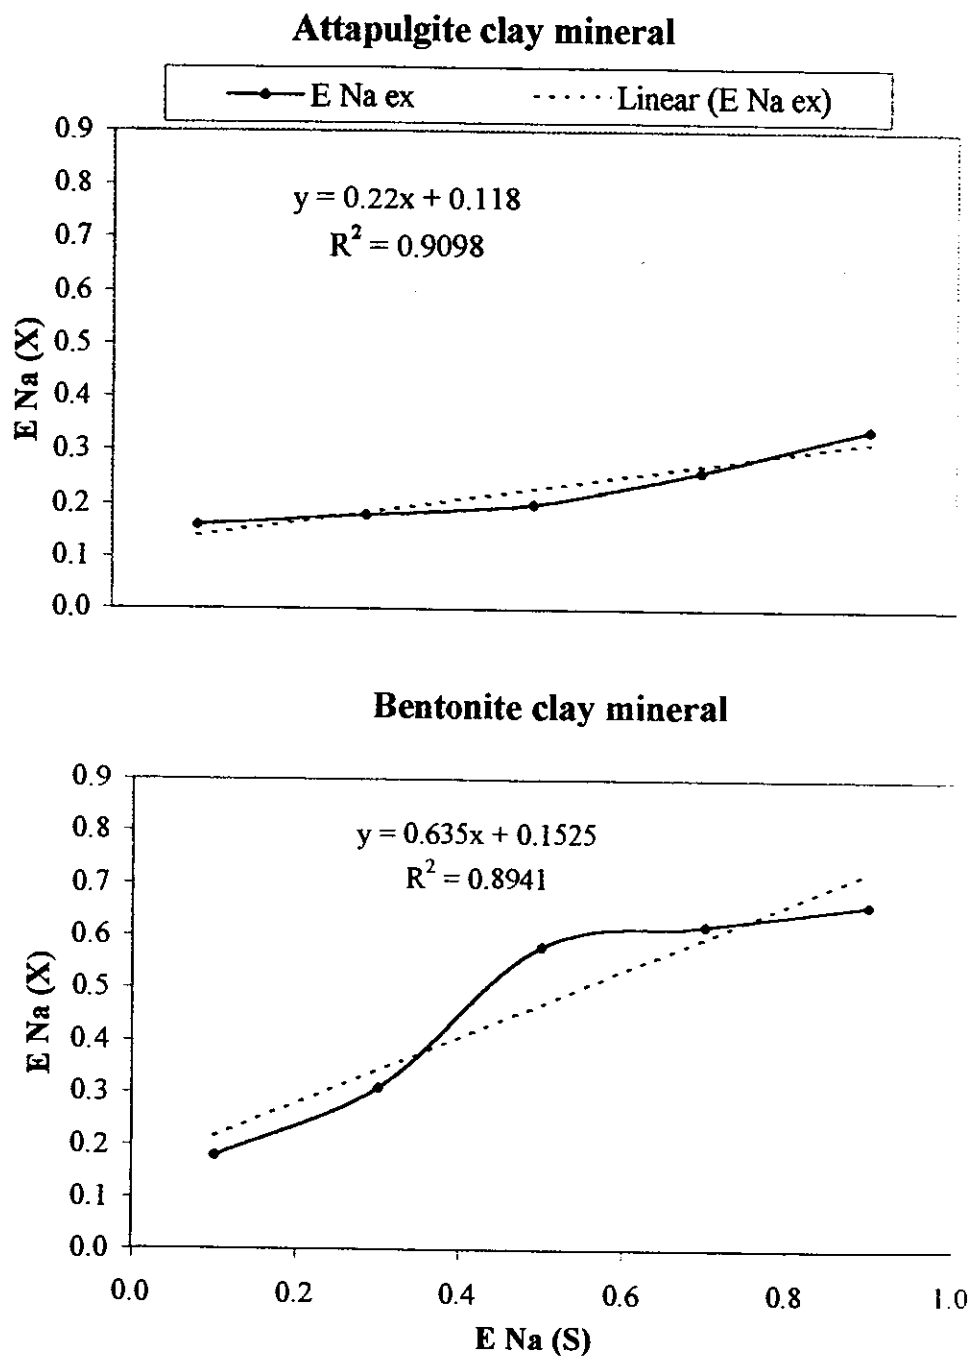 Attapulgite clay mineral
E Na ex Linear (E Na ex)
0.9
0.8
y = 0.22x + 0.118
0.7
R² = 0.9098
0.6
0.5
0.4
0.3
0.2
0.1
0.0
E Na (X)
Bentonite clay mineral
0.9
0.8
y = 0.635x + 0.1525
0.7
R² = 0.8941
0.6
0.5
0.4
0.3
0.2
0.1
0.0
E Na (X)
0.0 0.2 0.4 0.6 0.8 1.0
E Na (S)